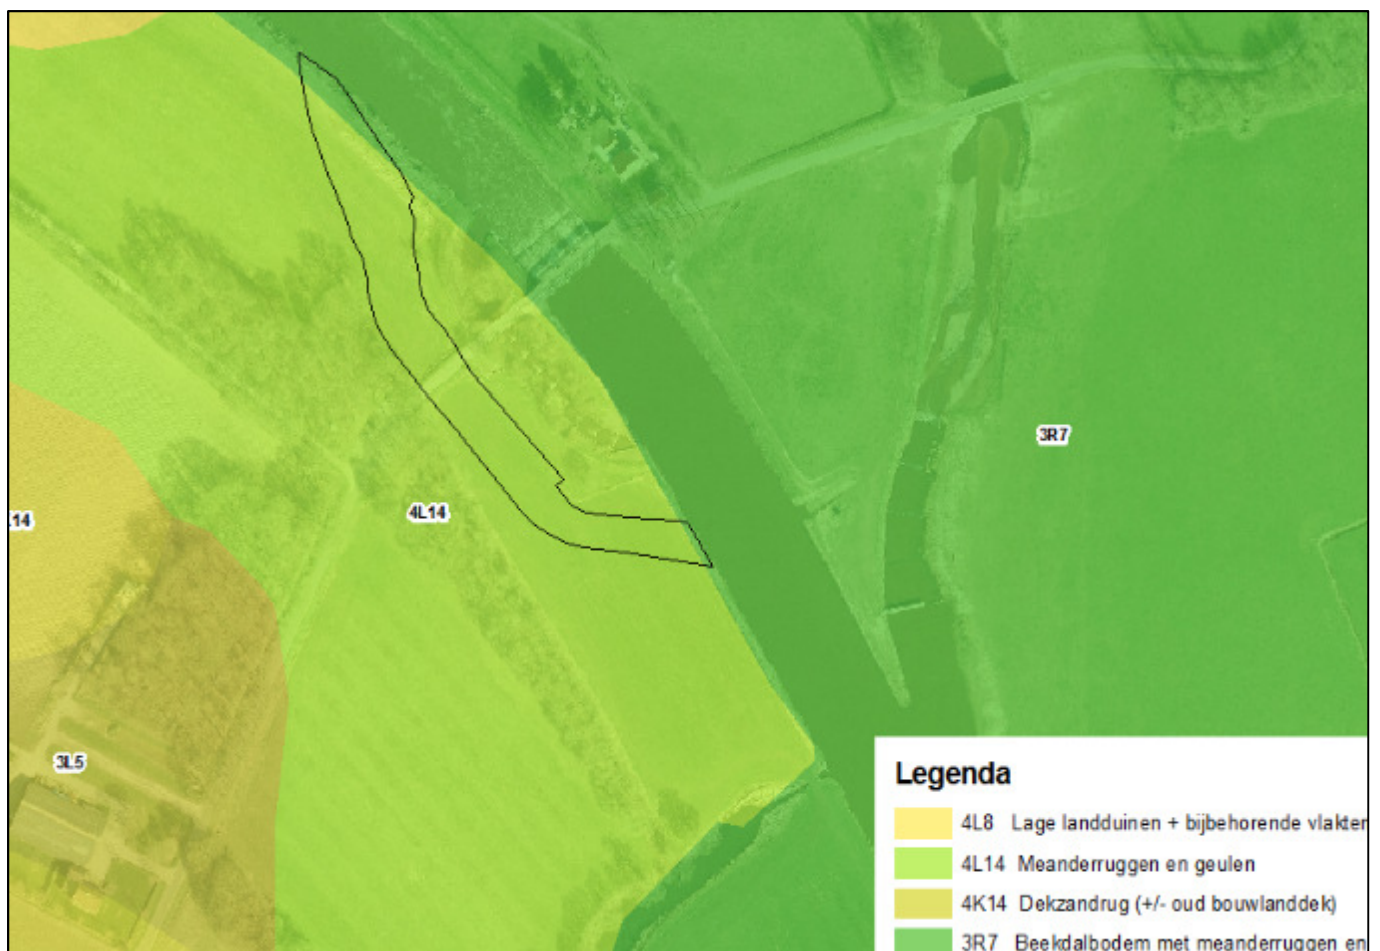 3R7
4L14
.14
3L5
Legenda
4L8 Lage landduinen + bijbehorende vlakten
4L14 Meanderruggen en geulen
4K14 Dekzandrug (+/- oud bouwlanddek)
3R7 Beekdalbodem met meanderruggen en